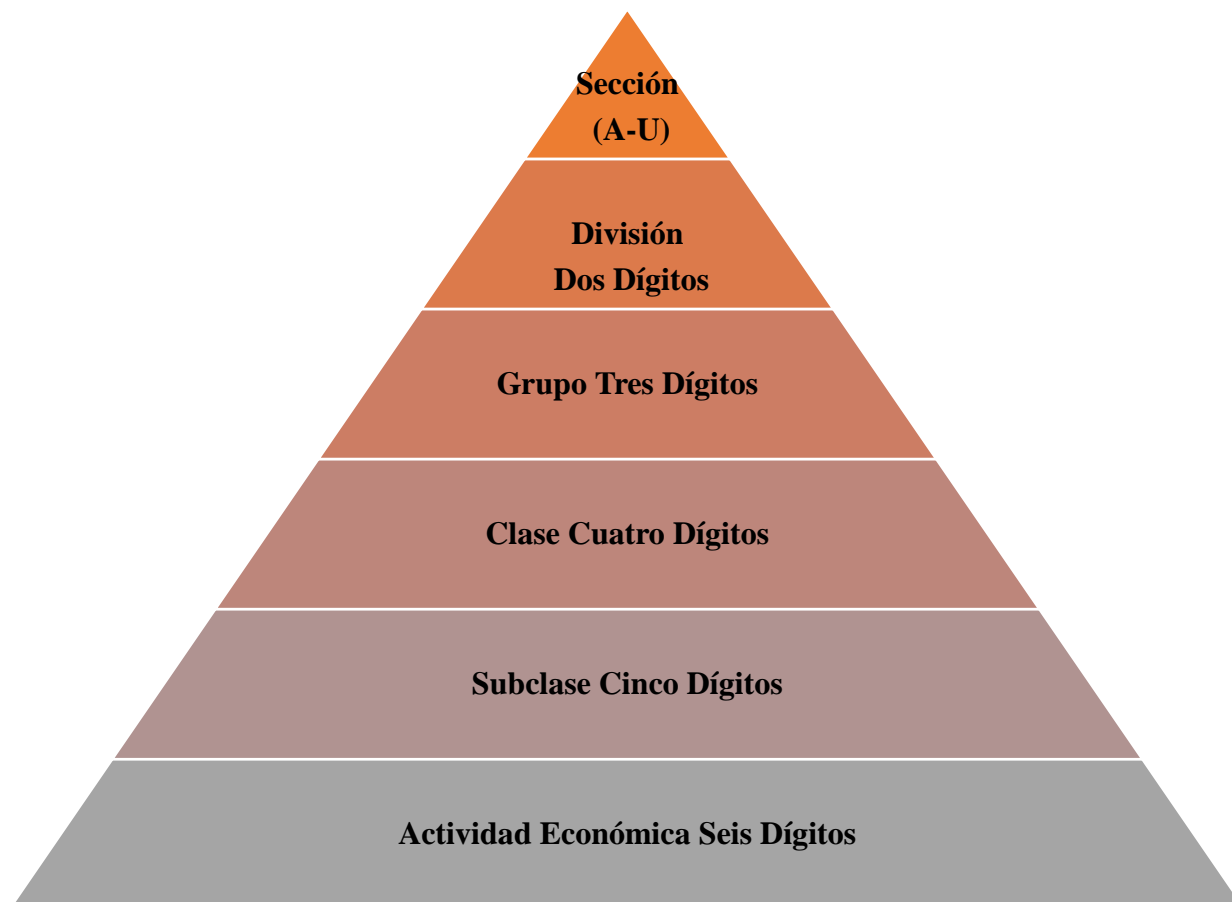 Sección
(A-U)
División
Dos Dígitos
Grupo Tres Dígitos
Clase Cuatro Dígitos
Subclase Cinco Dígitos
Actividad Económica Seis Dígitos